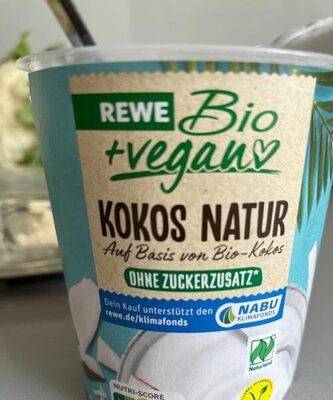 REWE Bio
+vegan
KOKOS NATUR
Auf Basis von Bio-Kokos
OHNE ZUCKERZUSATZ*
Dein Kauf unterstützt den
rewe.de/klimafonds
NABU
KLIMAFONDS
Naturland
NUTRI-SCORE